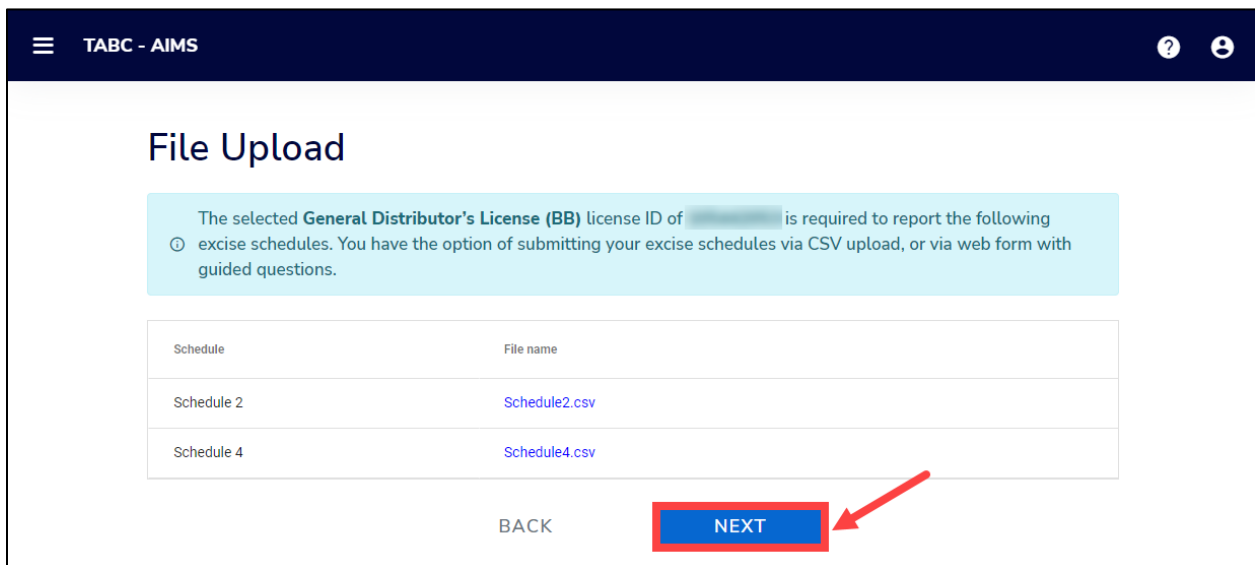 TABC - AIMS
File Upload
The selected General Distributor's License (BB) license ID of is required to report the following
excise schedules. You have the option of submitting your excise schedules via CSV upload, or via web form with
guided questions.
Schedule File name
Schedule 2 Schedule2.csv
Schedule 4 Schedule4.csv
BACK NEXT